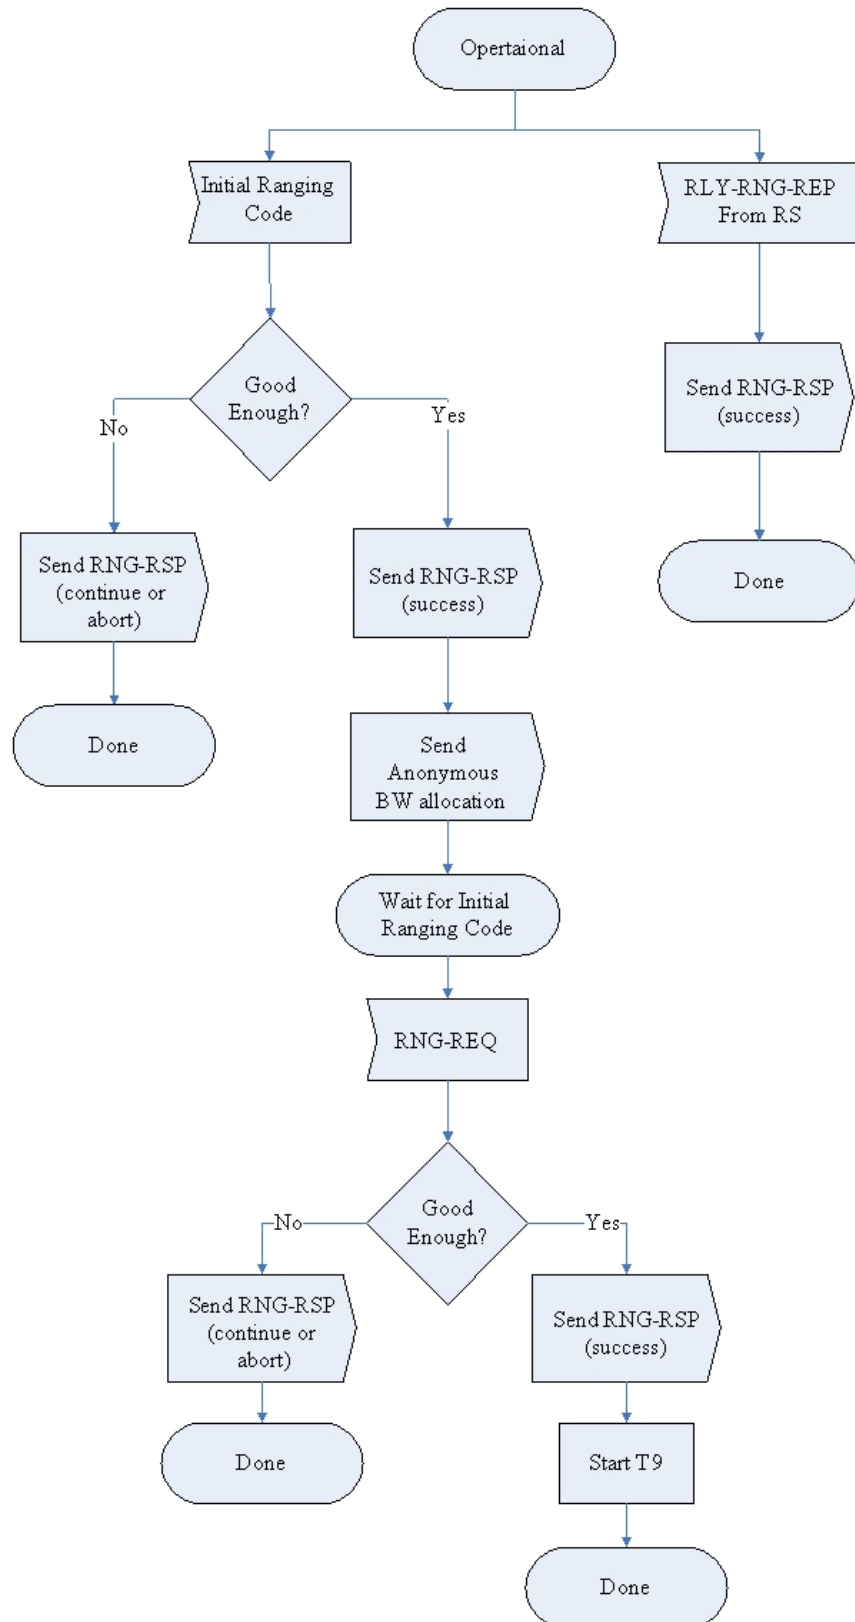 Opertaional
Initial Ranging
Code
RLY-RNG-REP
From RS
Good
Enough?
Send RNG-RSP
(success)
No
Yes
Send RNG-RSP
(continue or
abort)
Send RNG-RSP
(success)
Done
Done
Send
Anonymous
BW allocation
Wait for Initial
Ranging Code
RNG-REQ
Good
Enough?
No
Yes
Send RNG-RSP
(continue or
abort)
Send RNG-RSP
(success)
Done
Start T9
Done